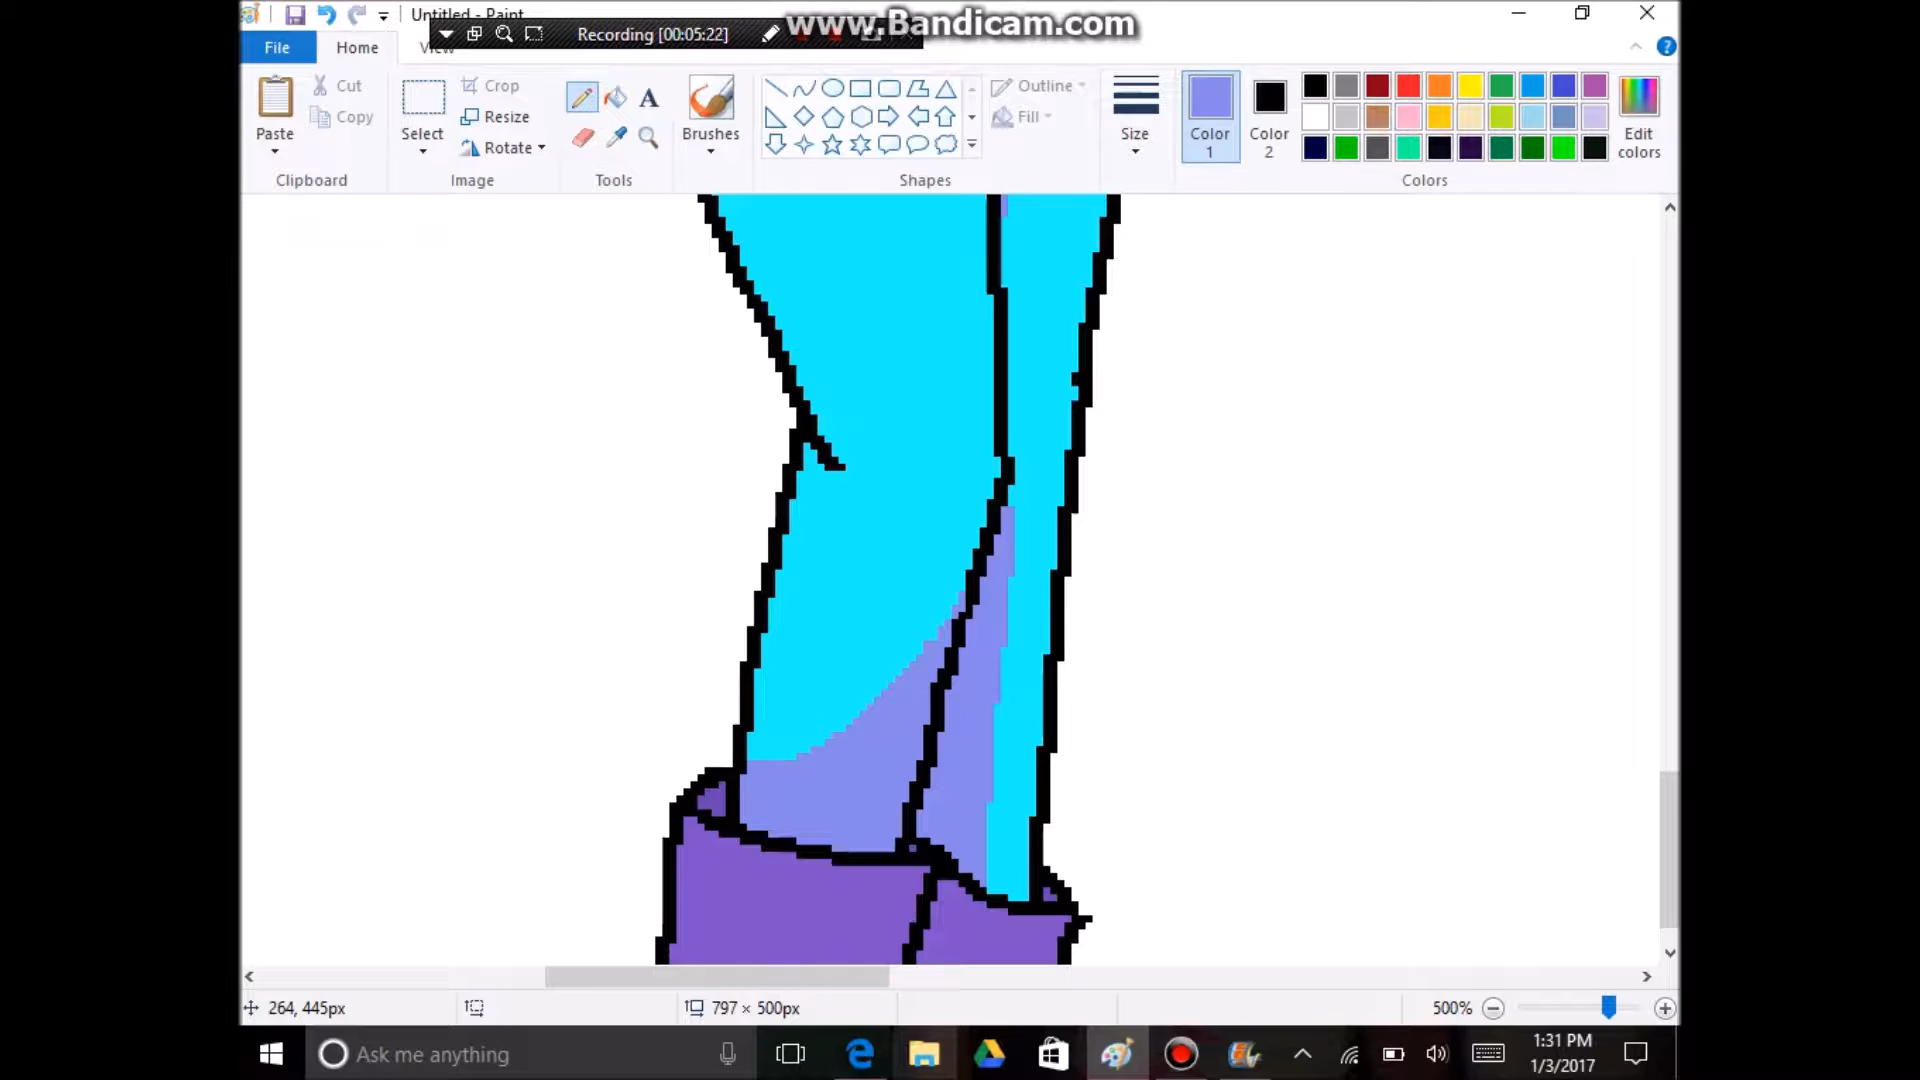 Untitled - Paint
www.Bandicam.com
Recording [00:05:22]
File
Home
View
Cut
Copy
Paste
Clipboard
Select
Crop
Resize
Rotate
Image
A
Tools
Brushes
Shapes
Outline
Fill
Size
Color
1
Color
2
Edit
colors
Colors
264, 445px
797 × 500px
500%
Ask me anything
1:31 PM
1/3/2017